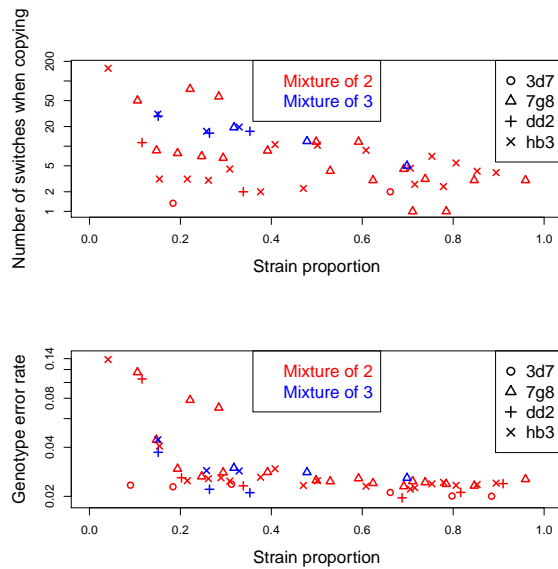 Number of switches when copying
200
50
20
10
5
2
1
Mixture of 2
Mixture of 3
3d7
7g8
dd2
hb3
0.0 0.2 0.4 0.6 0.8 1.0
Strain proportion
Genotype error rate
0.14
0.08
0.04
0.02
Mixture of 2
Mixture of 3
3d7
7g8
dd2
hb3
0.0 0.2 0.4 0.6 0.8 1.0
Strain proportion